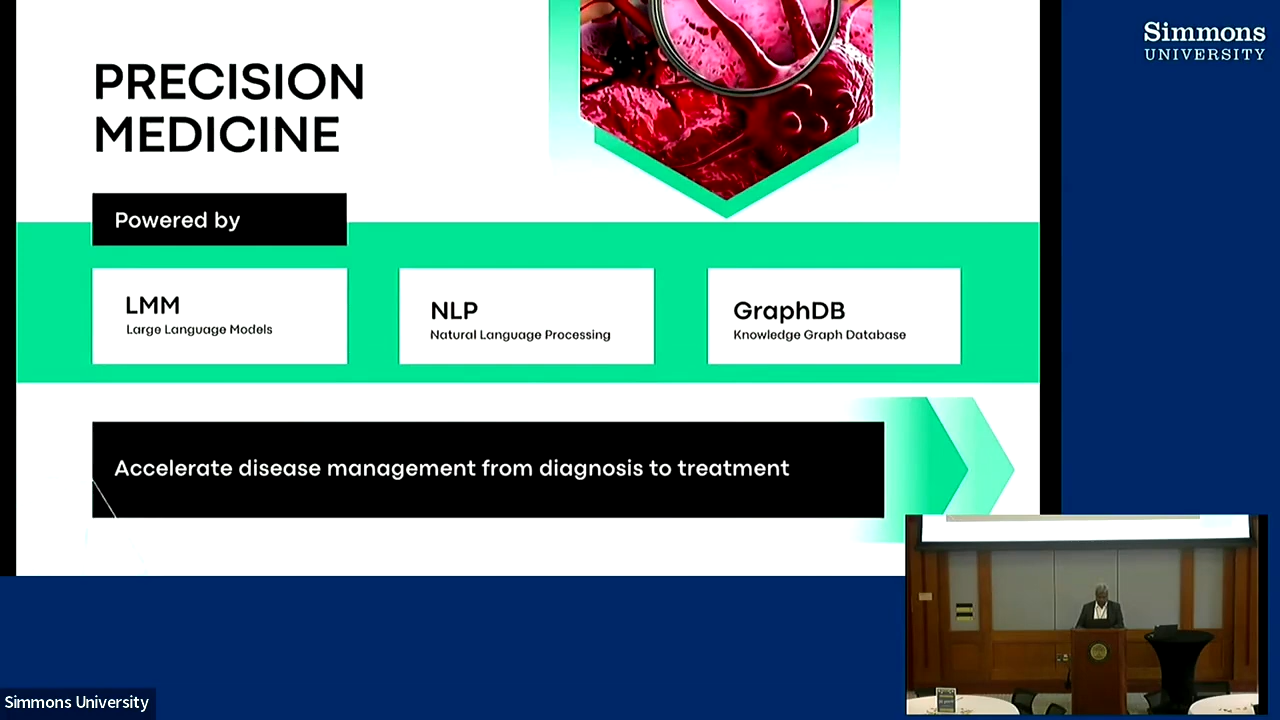 PRECISION
MEDICINE
Powered by
LMM
Large Language Models
NLP
Natural Language Processing
GraphDB
Knowledge Graph Database
Accelerate disease management from diagnosis to treatment
Simmons
UNIVERSITY
Simmons University